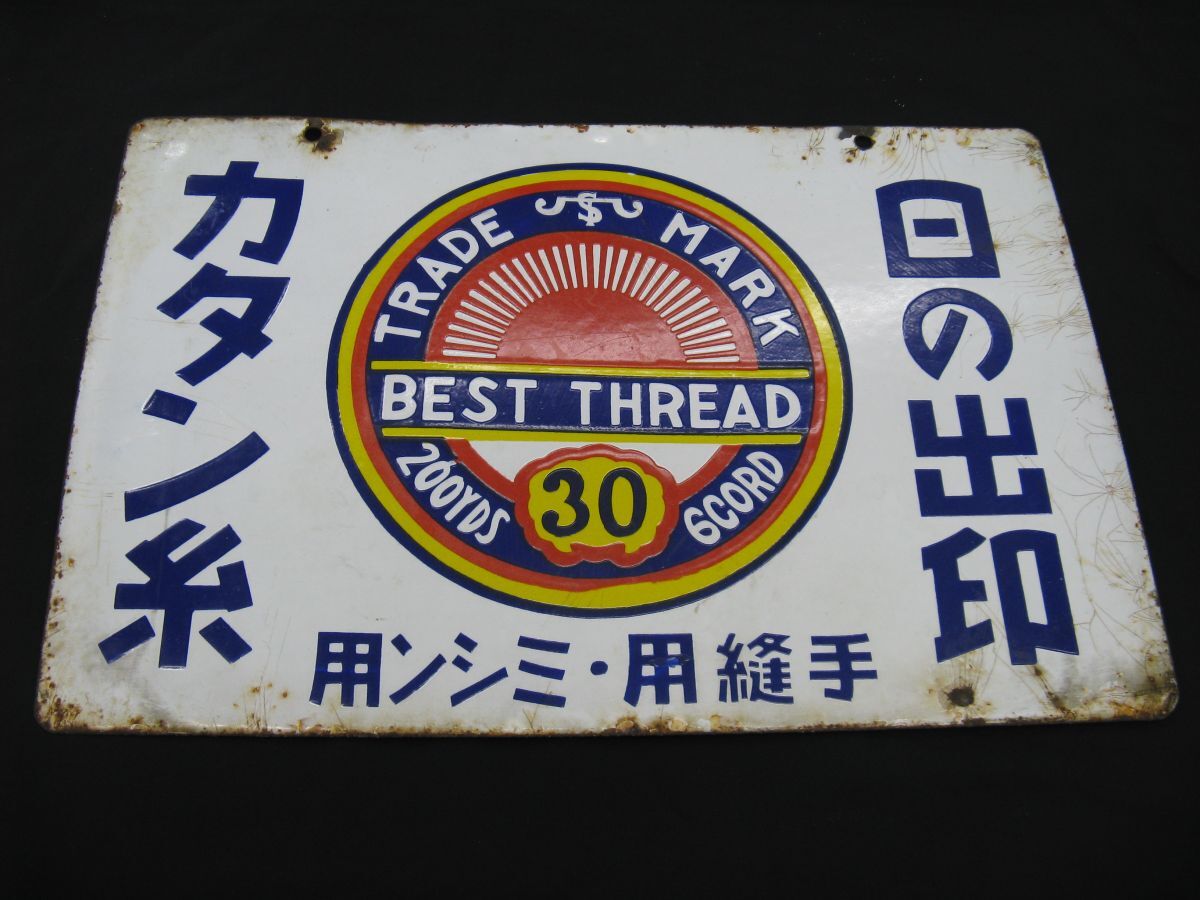 日の出印
カタン糸
TRADE $ MARK
BEST THREAD
200YDS 30 6CORD
用ンシミ・用縫手